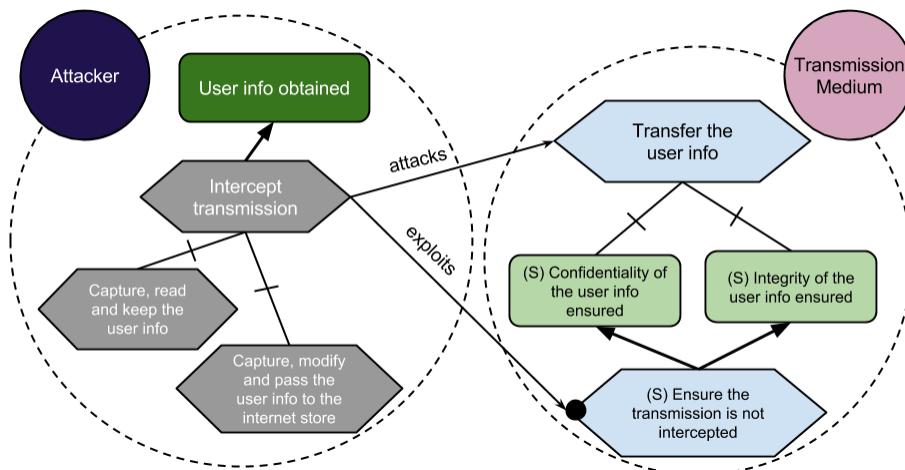 Attacker
User info obtained
Transmission
Medium
Transfer the
user info
attacks
Intercept
transmission
exploits
(S) Confidentiality of
the user info
ensured
(S) Integrity of the
user info ensured
Capture, read
and keep the
user info
Capture, modify
and pass the
user info to the
internet store
(S) Ensure the
transmission is not
intercepted